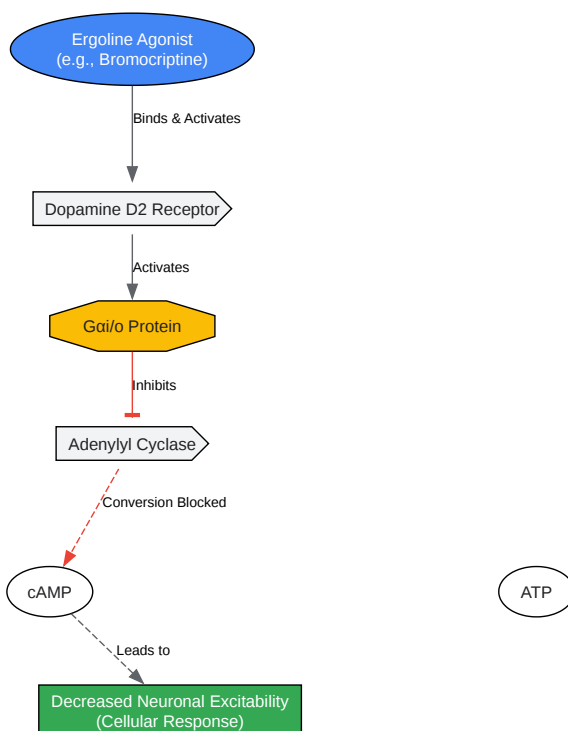 Ergoline Agonist
(e.g., Bromocriptine)
Binds & Activates
Dopamine D2 Receptor
Activates
Gαi/o Protein
Inhibits
Adenylyl Cyclase
Conversion Blocked
cAMP
ATP
Leads to
Decreased Neuronal Excitability
(Cellular Response)